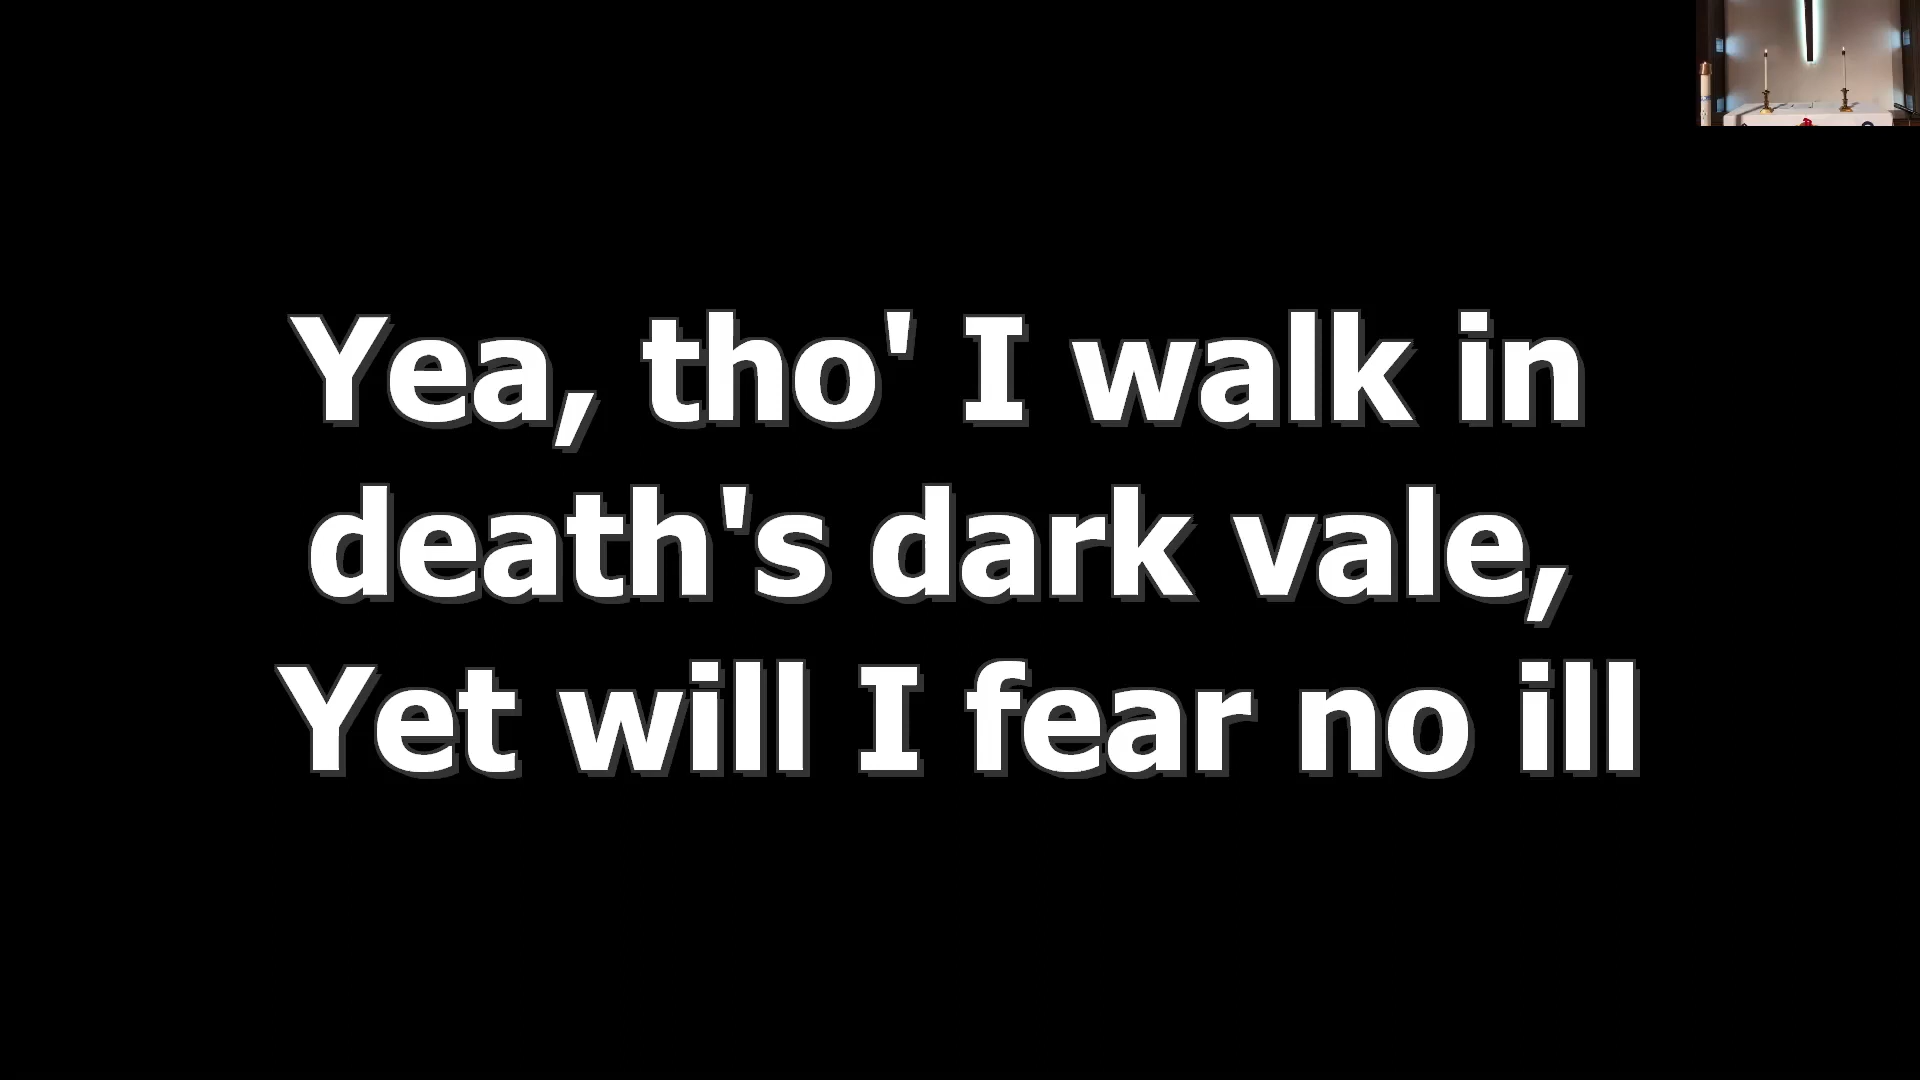 Yea, tho' I walk in
death's dark vale,
Yet will I fear no ill